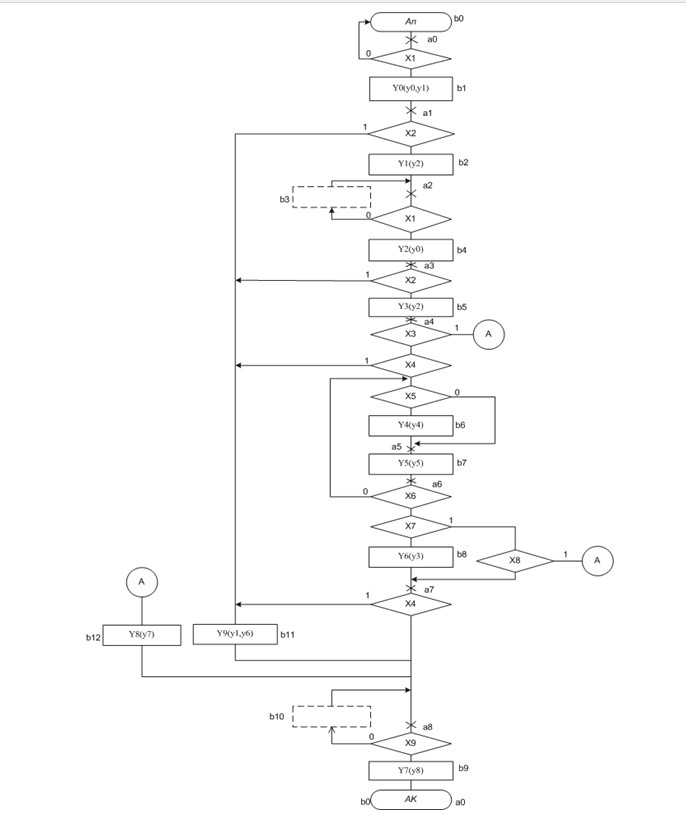 An b0
a0
0 X1
Y0(y0,y1) b1
a1
1 X2
Y1(y2) b2
a2
b3
0 X1
Y2(y0) b4
a3
1 X2
Y3(y2) b5
a4
X3 1 A
1 X4
X5 0
Y4(y4) b6
a5
Y5(y5) b7
a6
0 X6
X7 1
Y6(y3) b8 X8 1 A
A
a7
1 X4
b12 Y8(y7) Y9(y1,y6) b11
b10
a8
0 X9
Y7(y8) b9
b0 AK a0